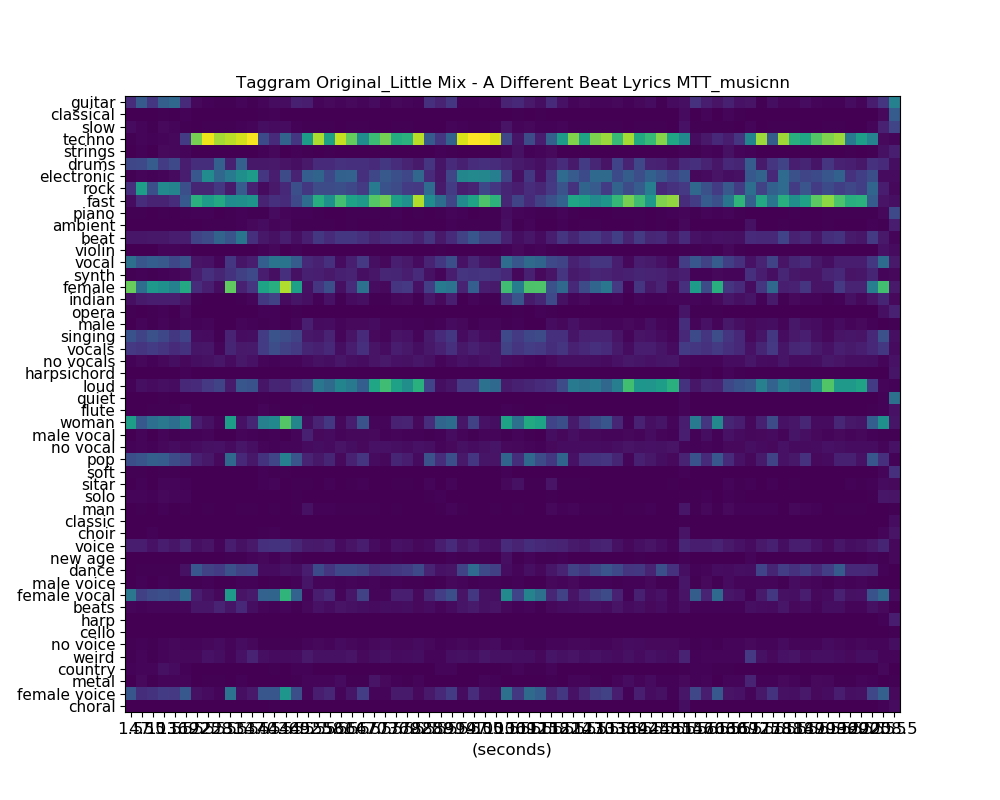 Taggram Original_Little Mix - A Different Beat Lyrics MTT_musicnn
guitar
classical
slow
techno
strings
drums
electronic
rock
fast
piano
ambient
beat
violin
vocal
synth
female
indian
opera
male
singing
vocals
no vocals
harpsichord
loud
quiet
flute
woman
male vocal
no vocal
pop
soft
sitar
solo
man
classic
choir
voice
new age
dance
male voice
female vocal
beats
harp
cello
no voice
weird
country
metal
female voice
choral
(seconds)